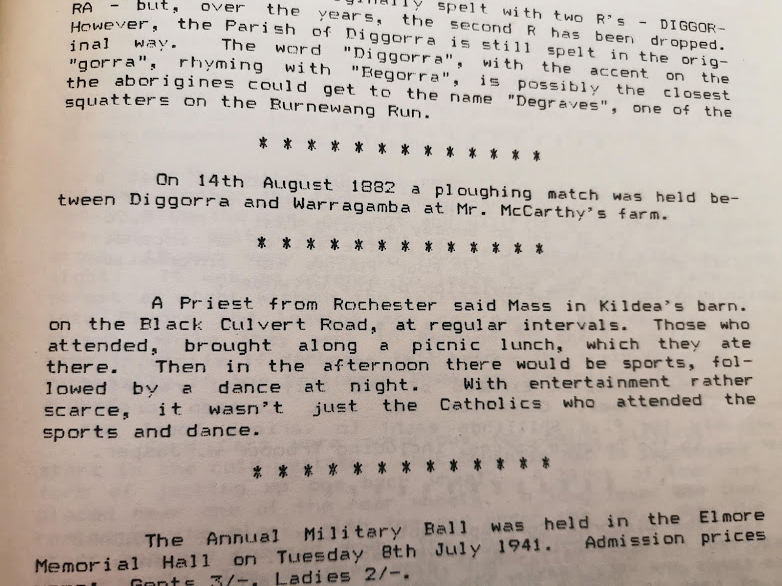 spelt with two R's - DIGGOR-
RA - but, over the years, the second R has been dropped.
However, the Parish of Diggorra is still spelt in the orig-
inal way. The word "Diggorra", with the accent on the
"gorra", rhyming with "Begorra", is possibly the closest
the aborigines could get to the name "Degraves", one of the
squatters on the Burnewang Run.
* * * * * * * * * * * * *
On 14th August 1882 a ploughing match was held be-
tween Diggorra and Warragamba at Mr. McCarthy's farm.
* * * * * * * * * * * * *
A Priest from Rochester said Mass in Kildea's barn.
on the Black Culvert Road, at regular intervals. Those who
attended, brought along a picnic lunch, which they ate
there. Then in the afternoon there would be sports, fol-
lowed by a dance at night. With entertainment rather
scarce, it wasn't just the Catholics who attended the
sports and dance.
* * * * * * * * * * * * *
The Annual Military Ball was held in the Elmore
Memorial Hall on Tuesday 8th July 1941. Admission prices
Gents 3/-, Ladies 2/-.